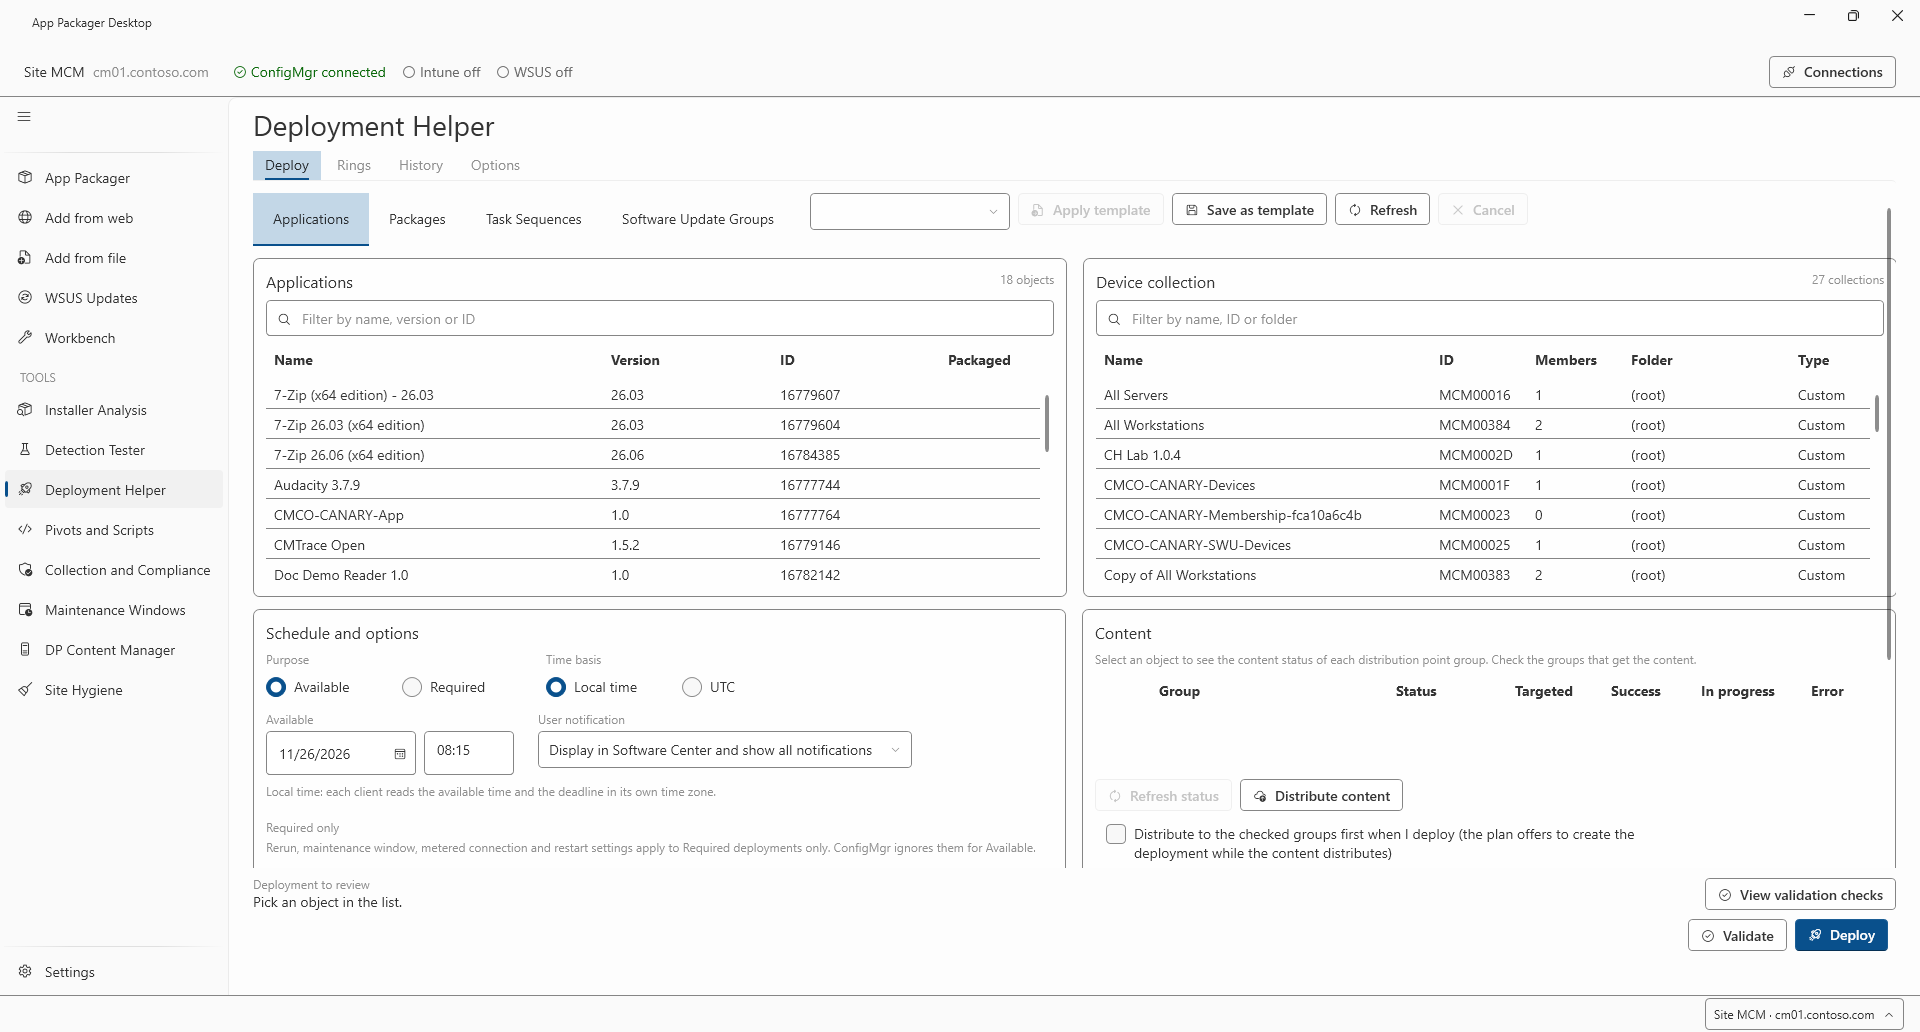 App Packager Desktop
Site MCM cm01.contoso.com ConfigMgr connected Intune off WSUS off Connections
Deployment Helper
Deploy Rings History Options
Applications Packages Task Sequences Software Update Groups Apply template Save as template Refresh Cancel
App Packager
Add from web
Add from file
WSUS Updates
Workbench
TOOLS
Installer Analysis
Detection Tester
Deployment Helper
Pivots and Scripts
Collection and Compliance
Maintenance Windows
DP Content Manager
Site Hygiene
Settings
Applications 18 objects
Filter by name, version or ID
Name Version ID Packaged
7-Zip (x64 edition) - 26.03 26.03 16779607
7-Zip 26.03 (x64 edition) 26.03 16779604
7-Zip 26.06 (x64 edition) 26.06 16784385
Audacity 3.7.9 3.7.9 16777744
CMCO-CANARY-App 1.0 16777764
CMTrace Open 1.5.2 16779146
Doc Demo Reader 1.0 1.0 16782142
Device collection 27 collections
Filter by name, ID or folder
Name ID Members Folder Type
All Servers MCM00016 1 (root) Custom
All Workstations MCM00384 2 (root) Custom
CH Lab 1.0.4 MCM0002D 1 (root) Custom
CMCO-CANARY-Devices MCM0001F 1 (root) Custom
CMCO-CANARY-Membership-fca10a6c4b MCM00023 0 (root) Custom
CMCO-CANARY-SWU-Devices MCM00025 1 (root) Custom
Copy of All Workstations MCM00383 2 (root) Custom
Schedule and options
Purpose Time basis
Available Required Local time UTC
Available User notification
11/26/2026 08:15 Display in Software Center and show all notifications
Local time: each client reads the available time and the deadline in its own time zone.
Required only
Rerun, maintenance window, metered connection and restart settings apply to Required deployments only. ConfigMgr ignores them for Available.
Content
Select an object to see the content status of each distribution point group. Check the groups that get the content.
Group Status Targeted Success In progress Error
Refresh status Distribute content
Distribute to the checked groups first when I deploy (the plan offers to create the
deployment while the content distributes)
Deployment to review
Pick an object in the list.
View validation checks
Validate Deploy
Site MCM · cm01.contoso.com